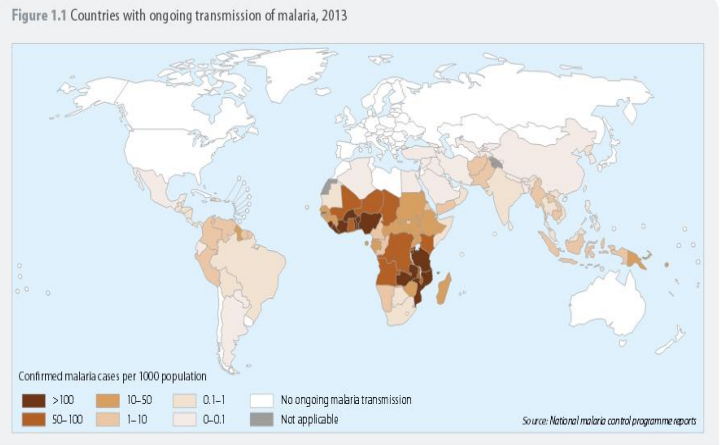 Figure 1.1 Countries with ongoing transmission of malaria, 2013
Confirmed malaria cases per 1000 population
>100 10–50 0.1–1 No ongoing malaria transmission
50–100 1–10 0–0.1 Not applicable
Source: National malaria control programme reports